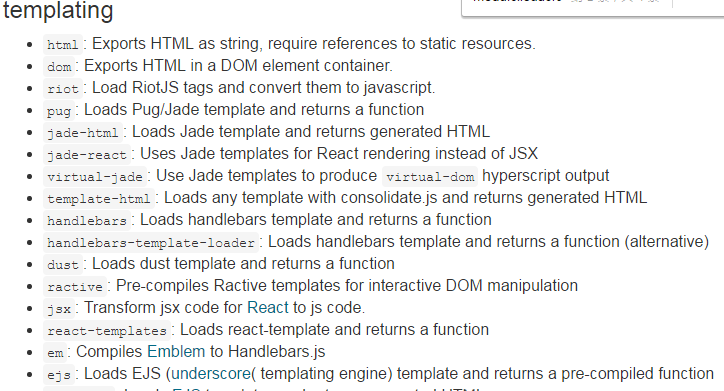 templating
html: Exports HTML as string, require references to static resources.
dom: Exports HTML in a DOM element container.
riot: Load RiotJS tags and convert them to javascript.
pug: Loads Pug/Jade template and returns a function
jade-html: Loads Jade template and returns generated HTML
jade-react: Uses Jade templates for React rendering instead of JSX
virtual-jade: Use Jade templates to produce virtual-dom hyperscript output
template-html: Loads any template with consolidate.js and returns generated HTML
handlebars: Loads handlebars template and returns a function
handlebars-template-loader: Loads handlebars template and returns a function (alternative)
dust: Loads dust template and returns a function
ractive: Pre-compiles Ractive templates for interactive DOM manipulation
jsx: Transform jsx code for React to js code.
react-templates: Loads react-template and returns a function
em: Compiles Emblem to Handlebars.js
ejs: Loads EJS (underscore( templating engine) template and returns a pre-compiled function